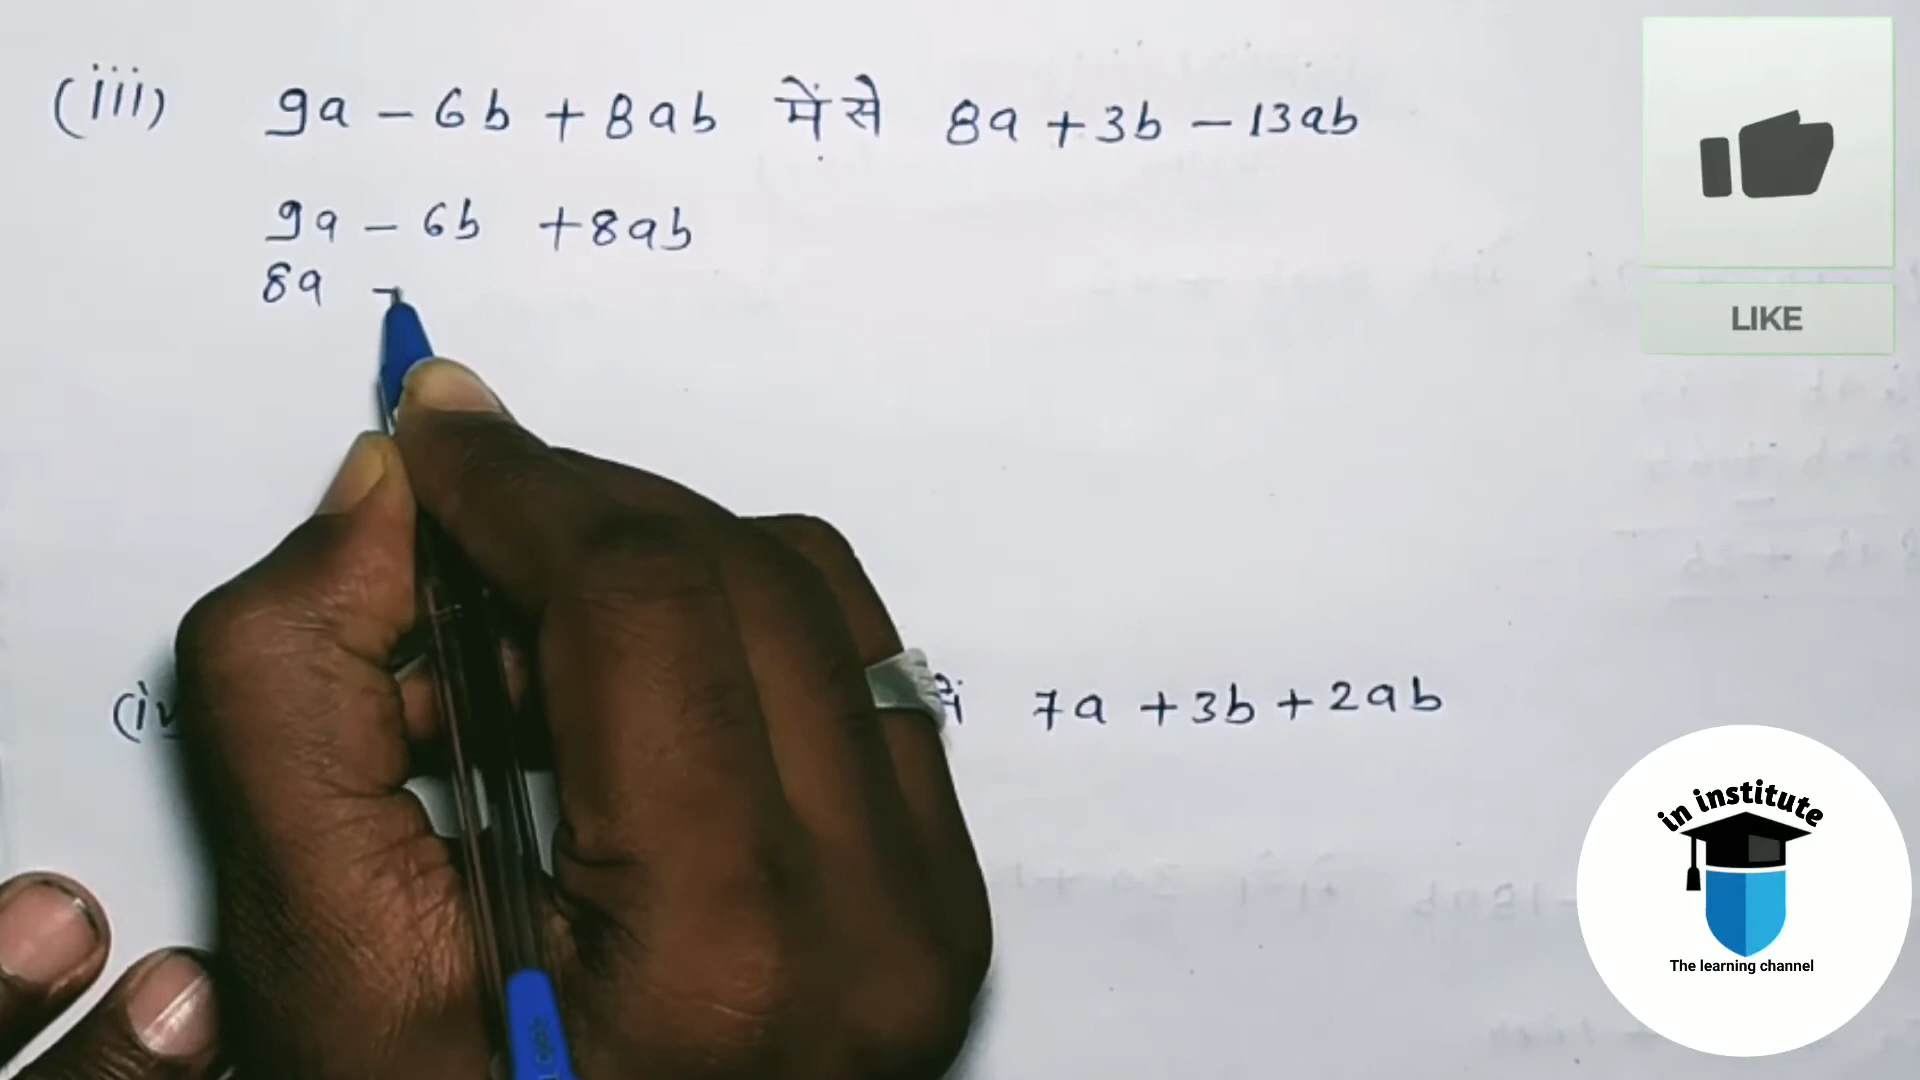 (iii) 9a - 6b + 8ab में से 8a + 3b - 13ab
9a - 6b + 8ab
8a
LIKE
7a + 3b + 2ab
in institute
The learning channel